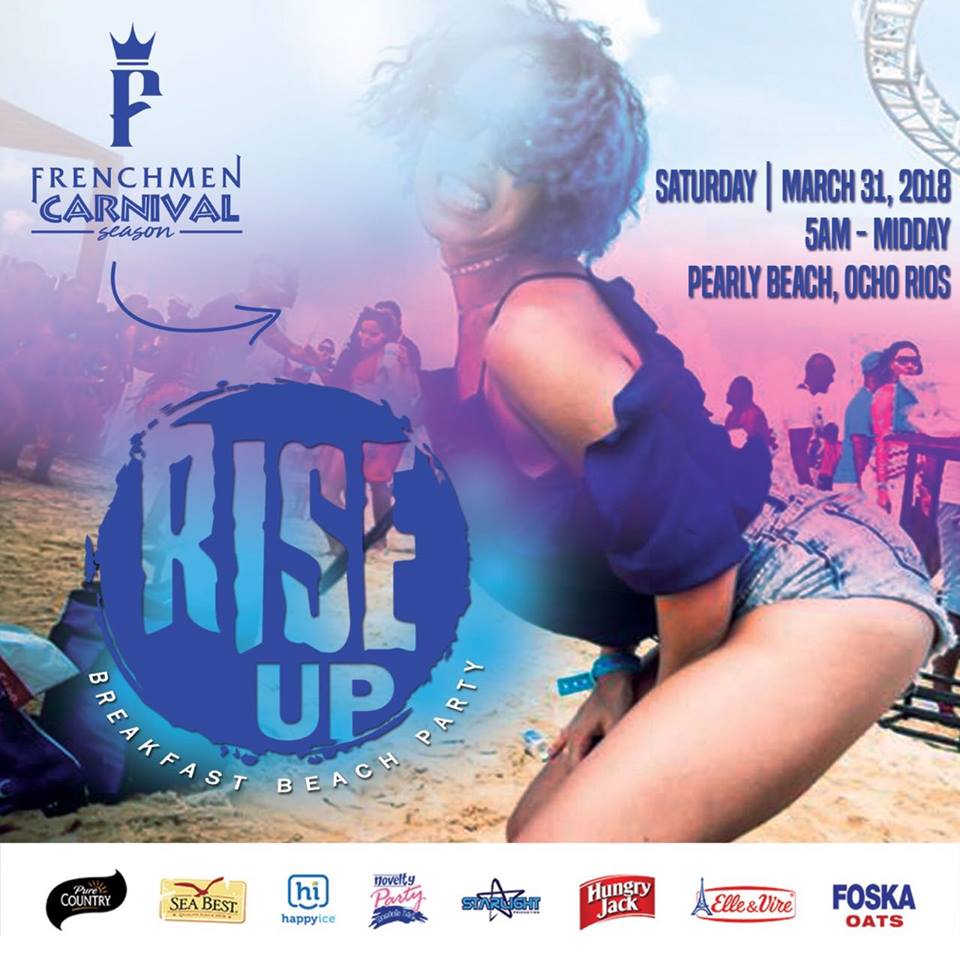 F
FRENCHMEN
CARNIVAL
season
SATURDAY | MARCH 31, 2018
5AM - MIDDAY
PEARLY BEACH, OCHO RIOS
RISE
UP
BREAKFAST BEACH PARTY
Pure
COUNTRY
SEA BEST
hi
happyice
novelty
Party
STARLIGHT
PRODUCTION
Hungry
Jack
Elle & Vire
FOSKA
OATS